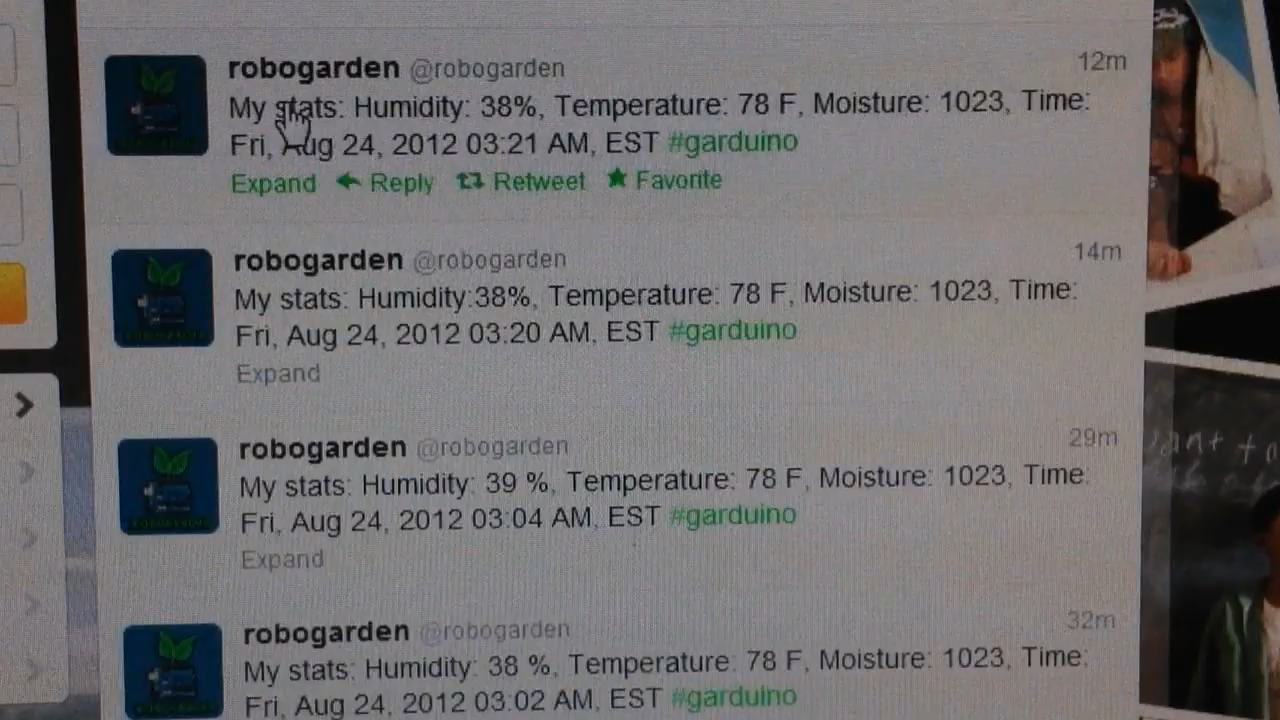 robogarden @robogarden 12m
My stats: Humidity: 38%, Temperature: 78 F, Moisture: 1023, Time:
Fri, Aug 24, 2012 03:21 AM, EST #garduino
Expand Reply Retweet Favorite
robogarden @robogarden 14m
My stats: Humidity:38%, Temperature: 78 F, Moisture: 1023, Time:
Fri, Aug 24, 2012 03:20 AM, EST #garduino
Expand
robogarden @robogarden 29m
My stats: Humidity: 39 %, Temperature: 78 F, Moisture: 1023, Time:
Fri, Aug 24, 2012 03:04 AM, EST #garduino
Expand
robogarden @robogarden 32m
My stats: Humidity: 38 %, Temperature: 78 F, Moisture: 1023, Time:
Fri, Aug 24, 2012 03:02 AM, EST #garduino